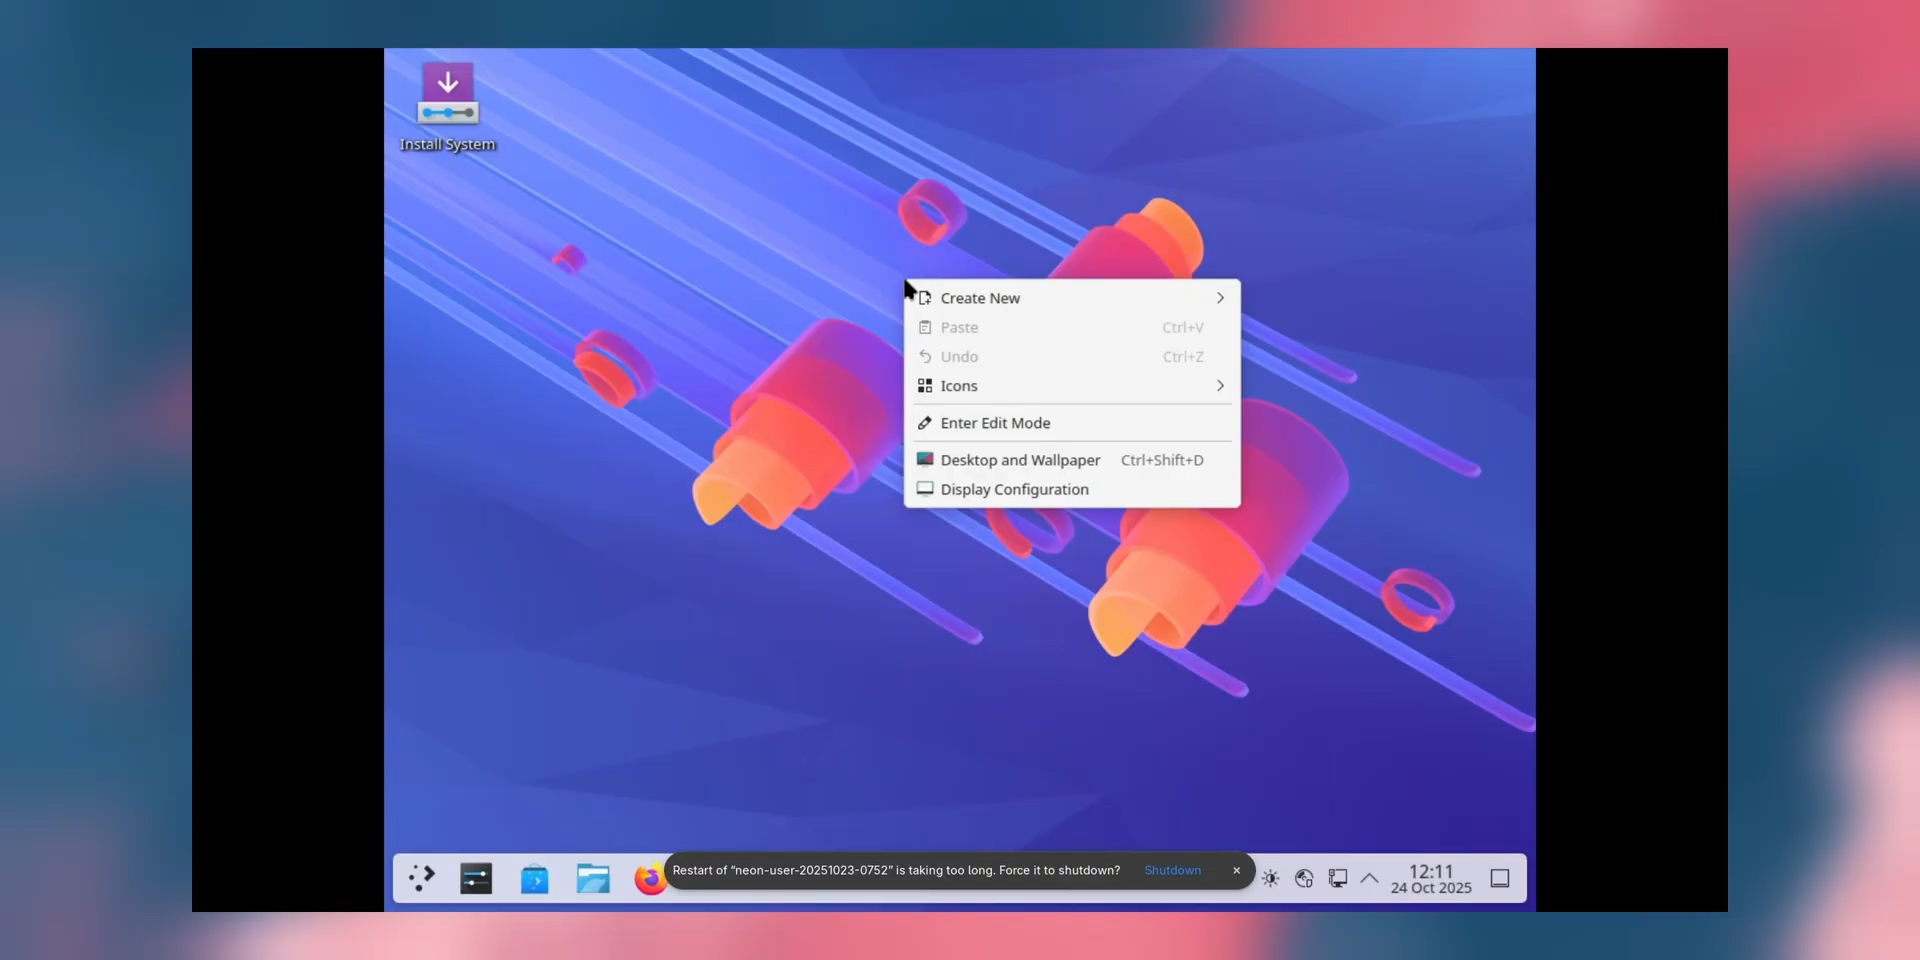 Install System
Create New
Paste Ctrl+V
Undo Ctrl+Z
Icons
Enter Edit Mode
Desktop and Wallpaper Ctrl+Shift+D
Display Configuration
Restart of “neon-user-20251023-0752” is taking too long. Force it to shutdown? Shutdown
12:11
24 Oct 2025